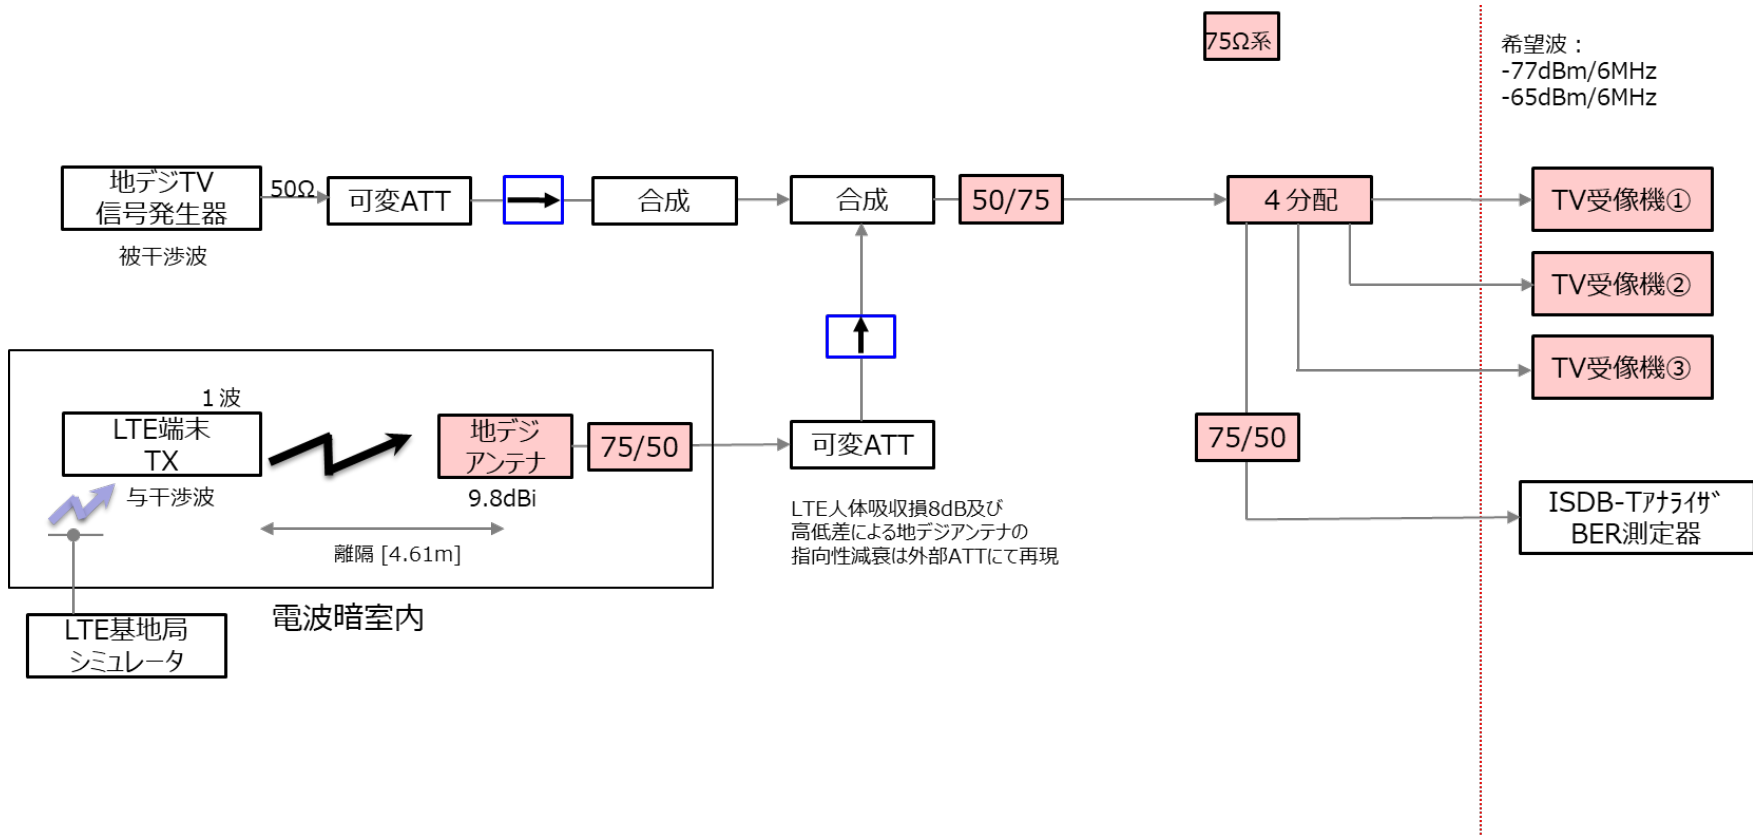 75Ω系
希望波：
-77dBm/6MHz
-65dBm/6MHz
地デジTV
信号発生器
50Ω
可変ATT
合成
合成
50/75
４分配
TV受像機①
被干渉波
TV受像機②
TV受像機③
１波
LTE端末
TX
与干渉波
地デジ
アンテナ
9.8dBi
75/50
可変ATT
75/50
離隔 [4.61m]
LTE人体吸収損8dB及び
高低差による地デジアンテナの
指向性減衰は外部ATTにて再現
ISDB-Tｱﾅﾗｲｻﾞ
BER測定器
電波暗室内
LTE基地局
シミュレータ